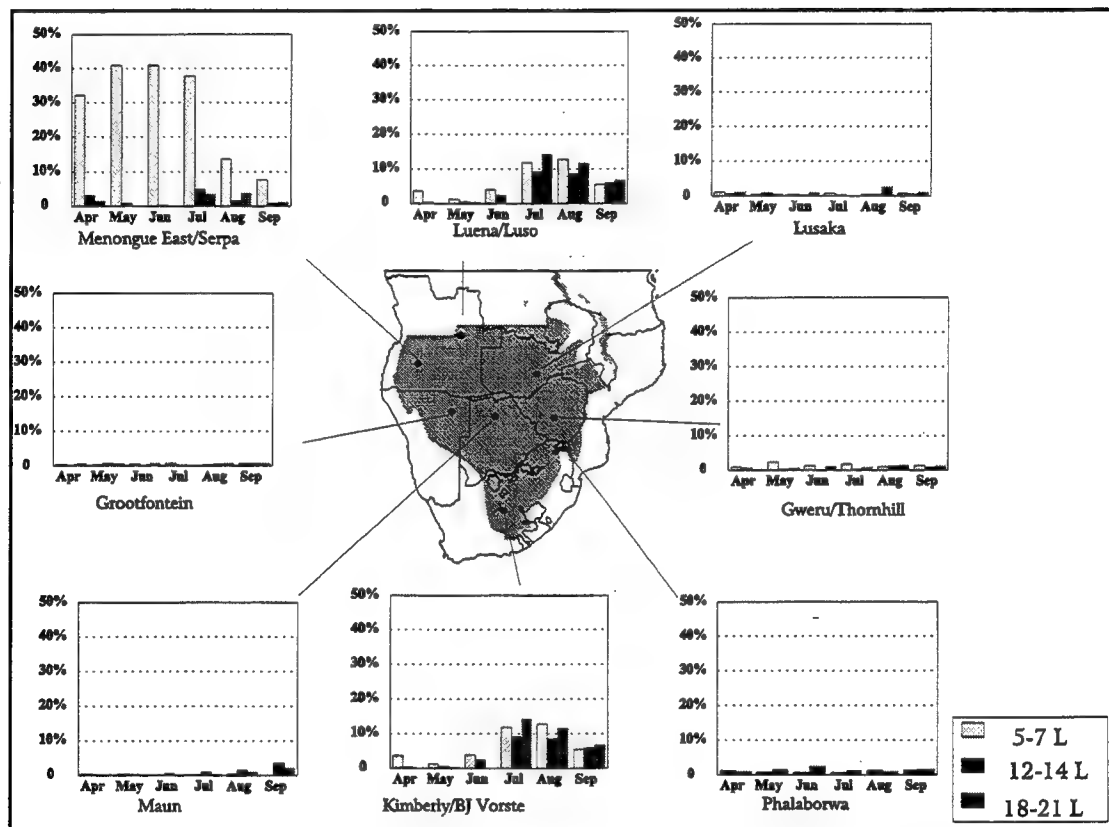 50%
40%
30%
20%
10%
0
Apr May Jun Jul Aug Sep
Menongue East/Serpa
50%
40%
30%
20%
10%
0
Apr May Jun Jul Aug Sep
Luena/Luso
50%
40%
30%
20%
10%
0
Apr May Jun Jul Aug Sep
Lusaka
50%
40%
30%
20%
10%
0
Apr May Jun Jul Aug Sep
Grootfontein
50%
40%
30%
20%
10%
0
Apr May Jun Jul Aug Sep
Gweru/Thornhill
50%
40%
30%
20%
10%
0
Apr May Jun Jul Aug Sep
Maun
50%
40%
30%
20%
10%
0
Apr May Jun Jul Aug Sep
Kimberly/BJ Vorste
50%
40%
30%
20%
10%
0
Apr May Jun Jul Aug Sep
Phalaborwa
5-7 L
12-14 L
18-21 L